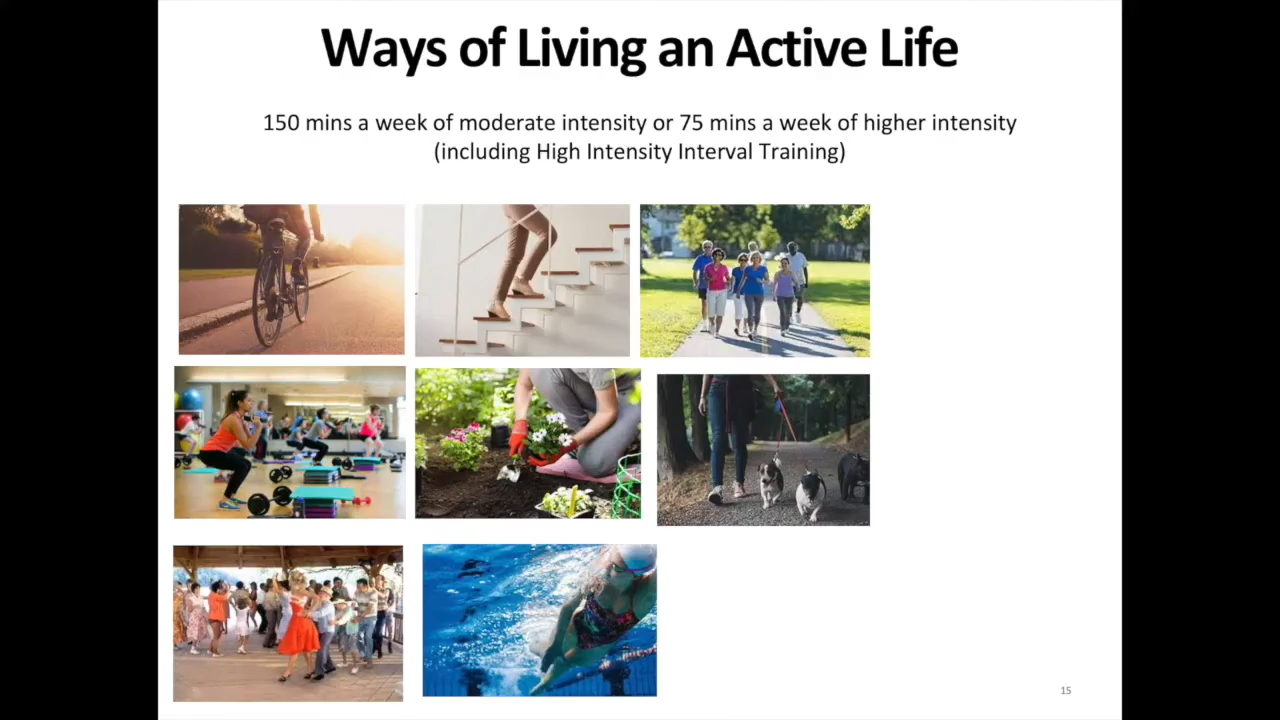 Ways of Living an Active Life
150 mins a week of moderate intensity or 75 mins a week of higher intensity
(including High Intensity Interval Training)
15